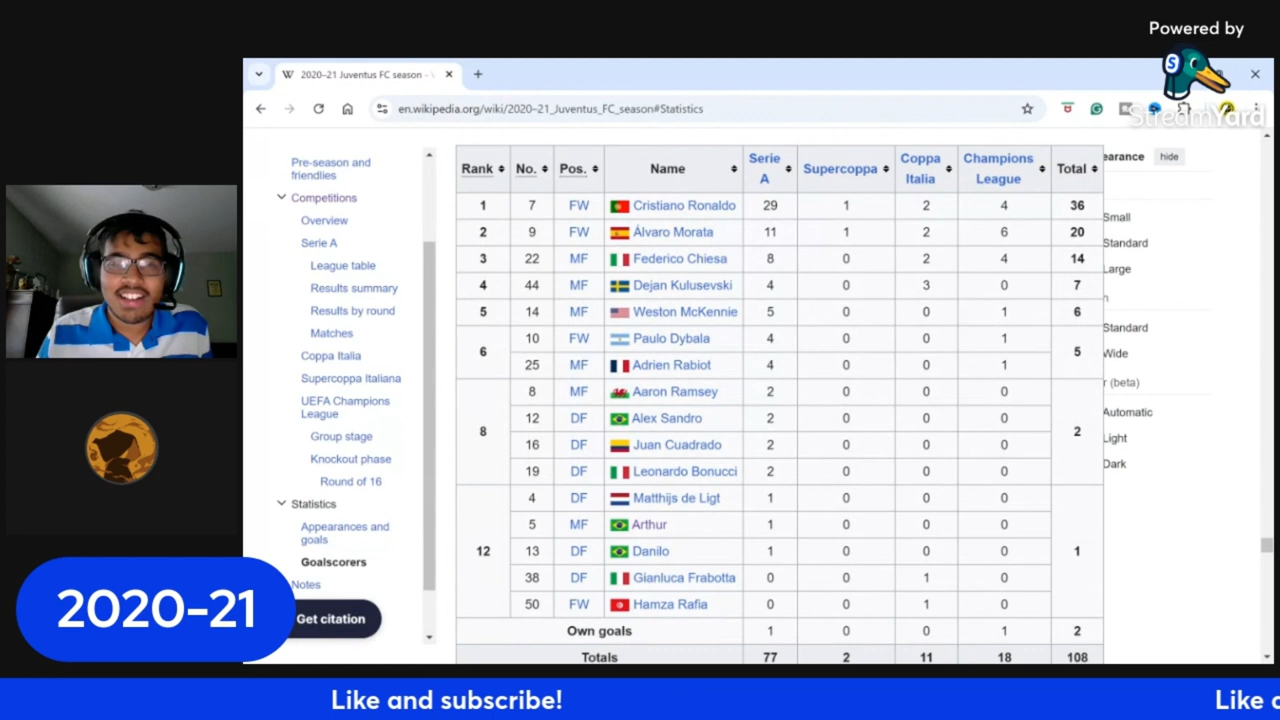 Powered by
StreamYard
2020–21 Juventus FC season -
en.wikipedia.org/wiki/2020–21_Juventus_FC_season#Statistics
Pre-season and
friendlies
Competitions
Overview
Serie A
League table
Results summary
Results by round
Matches
Coppa Italia
Supercoppa Italiana
UEFA Champions
League
Group stage
Knockout phase
Round of 16
Statistics
Appearances and
goals
Goalscorers
Notes
Get citation
Rank No. Pos. Name Serie A Supercoppa Coppa Italia Champions League Total
1 7 FW Cristiano Ronaldo 29 1 2 4 36
2 9 FW Álvaro Morata 11 1 2 6 20
3 22 MF Federico Chiesa 8 0 2 4 14
4 44 MF Dejan Kulusevski 4 0 3 0 7
5 14 MF Weston McKennie 5 0 0 1 6
6 10 FW Paulo Dybala 4 0 0 1 5
25 MF Adrien Rabiot 4 0 0 1
8 8 MF Aaron Ramsey 2 0 0 0 2
12 DF Alex Sandro 2 0 0 0
16 DF Juan Cuadrado 2 0 0 0
19 DF Leonardo Bonucci 2 0 0 0
12 4 DF Matthijs de Ligt 1 0 0 0 1
5 MF Arthur 1 0 0 0
13 DF Danilo 1 0 0 0
38 DF Gianluca Frabotta 0 0 1 0
50 FW Hamza Rafia 0 0 1 0
Own goals 1 0 0 1 2
Totals 77 2 11 18 108
earance hide
Small
Standard
Large
Standard
Wide
r (beta)
Automatic
Light
Dark
2020-21
Like and subscribe!
Like